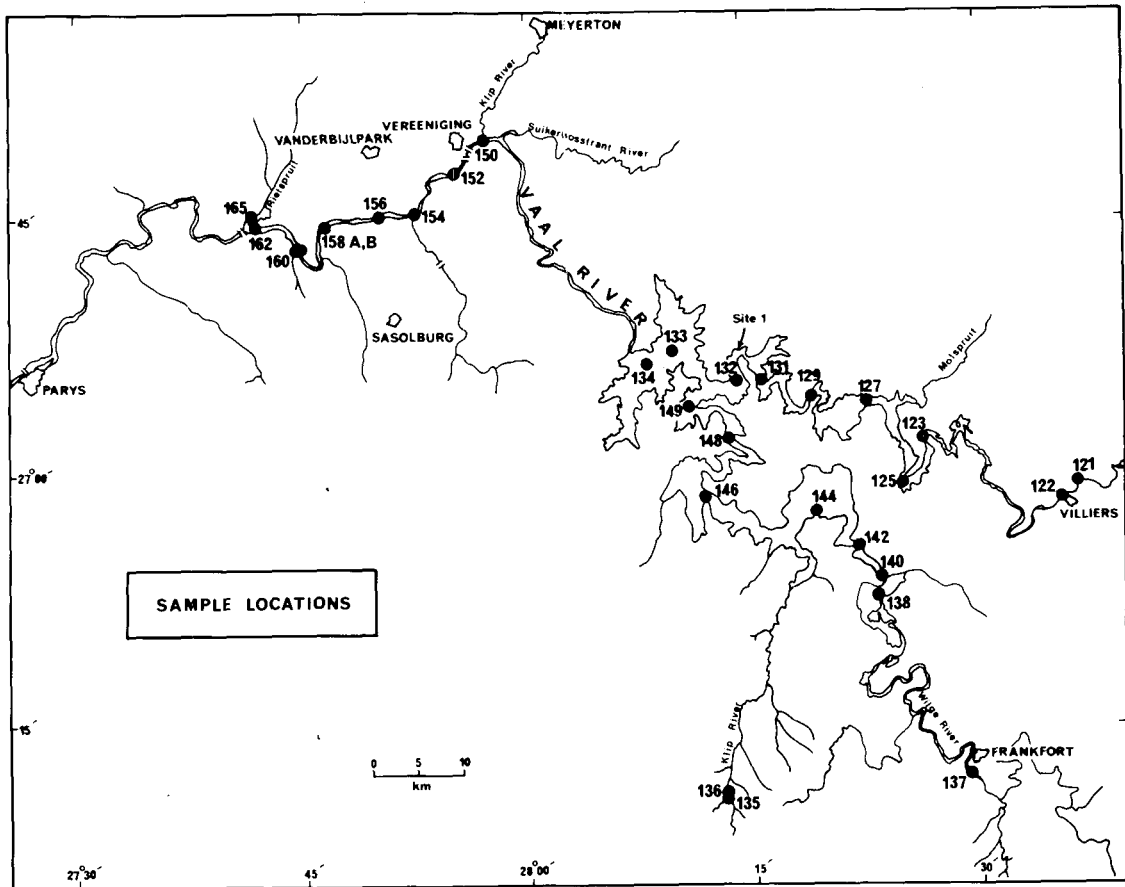 MEYERTON
Klip River
VEREENIGING
VANDERBIJLPARK
150
Suikerbosstrant River
152
Rietspruit
165
156
154
45′
162
158 A,B
VAAL RIVER
160
SASOLBURG
Site 1
133
Molspruit
134
132
131
129
127
PARYS
149
123
148
27°00′
125
121
122
VILLIERS
146
144
142
140
SAMPLE LOCATIONS
138
15′
Wilge River
Klip River
FRANKFORT
137
0 5 10
km
136
135
27°30′
45′
28°00′
15′
30′